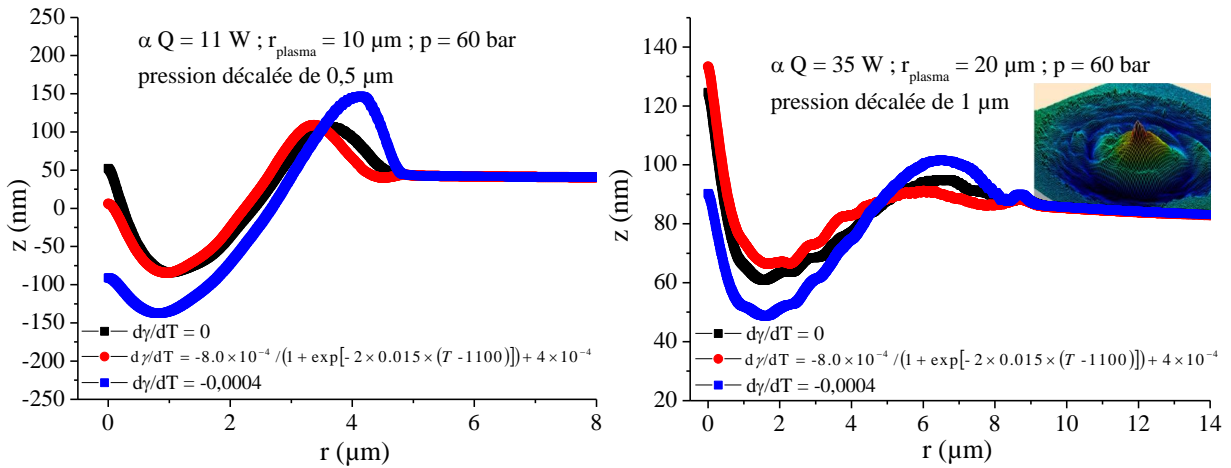 α Q = 11 W ; r_plasma = 10 µm ; p = 60 bar
pression décalée de 0,5 µm
250
200
150
100
50
0
-50
-100
-150
-200
-250
z (nm)
dγ/dT = 0
dγ/dT = -8.0 × 10⁻⁴ /(1 + exp[- 2 × 0.015 × (T - 1100)]) + 4 × 10⁻⁴
dγ/dT = -0,0004
0 2 4 6 8
r (µm)
α Q = 35 W ; r_plasma = 20 µm ; p = 60 bar
pression décalée de 1 µm
140
120
100
80
60
40
20
z (nm)
dγ/dT = 0
dγ/dT = -8.0 × 10⁻⁴ /(1 + exp[- 2 × 0.015 × (T - 1100)]) + 4 × 10⁻⁴
dγ/dT = -0,0004
0 2 4 6 8 10 12 14
r (µm)